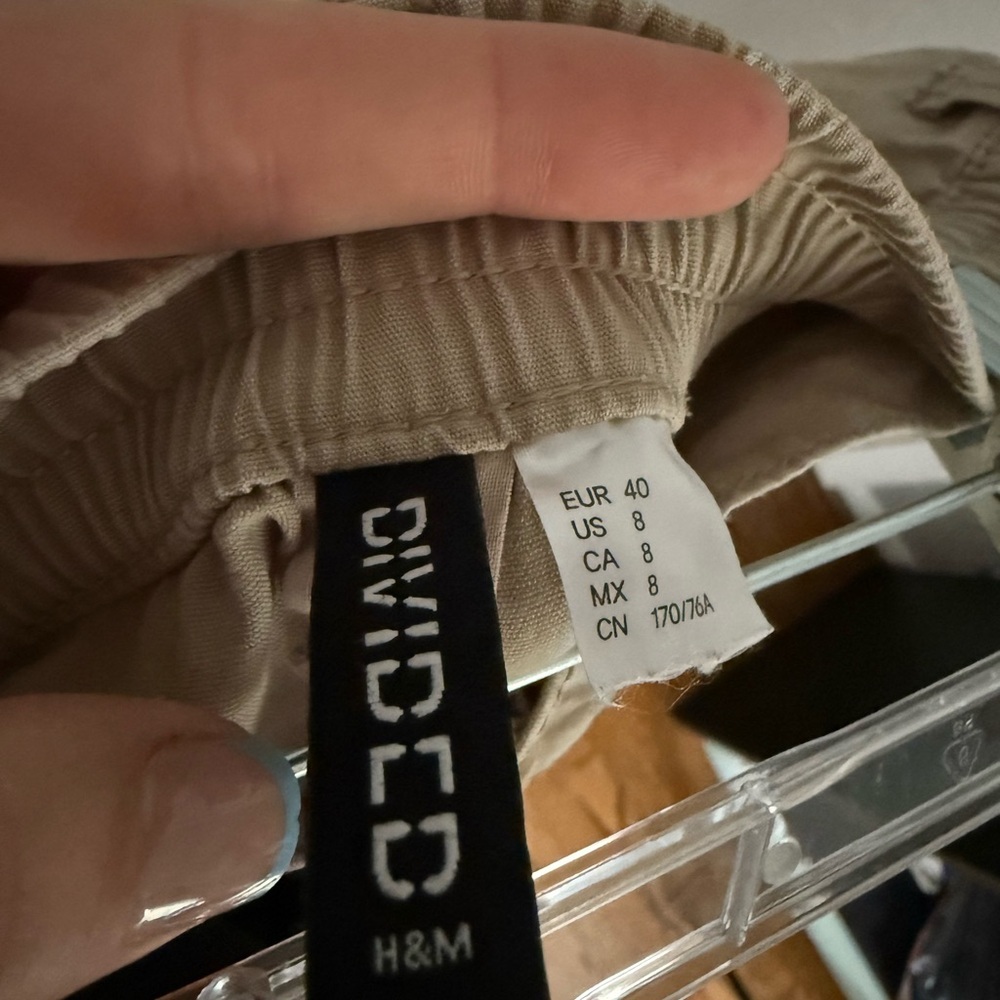 DIVIDED
H&M
EUR 40
US 8
CA 8
MX 8
CN 170/76A